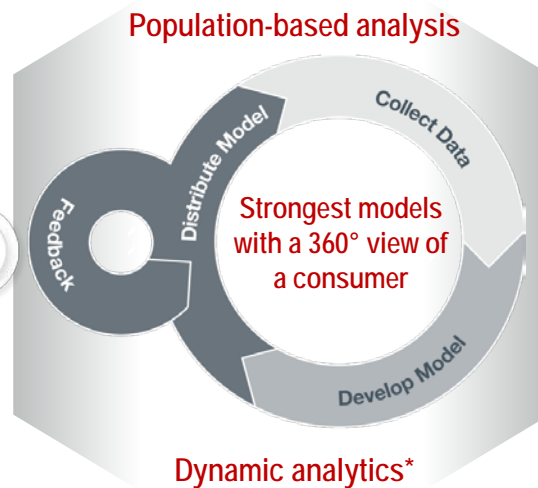 Population-based analysis
Collect Data
Distribute Model
Feedback
Strongest models
with a 360° view of
a consumer
Develop Model
Dynamic analytics*